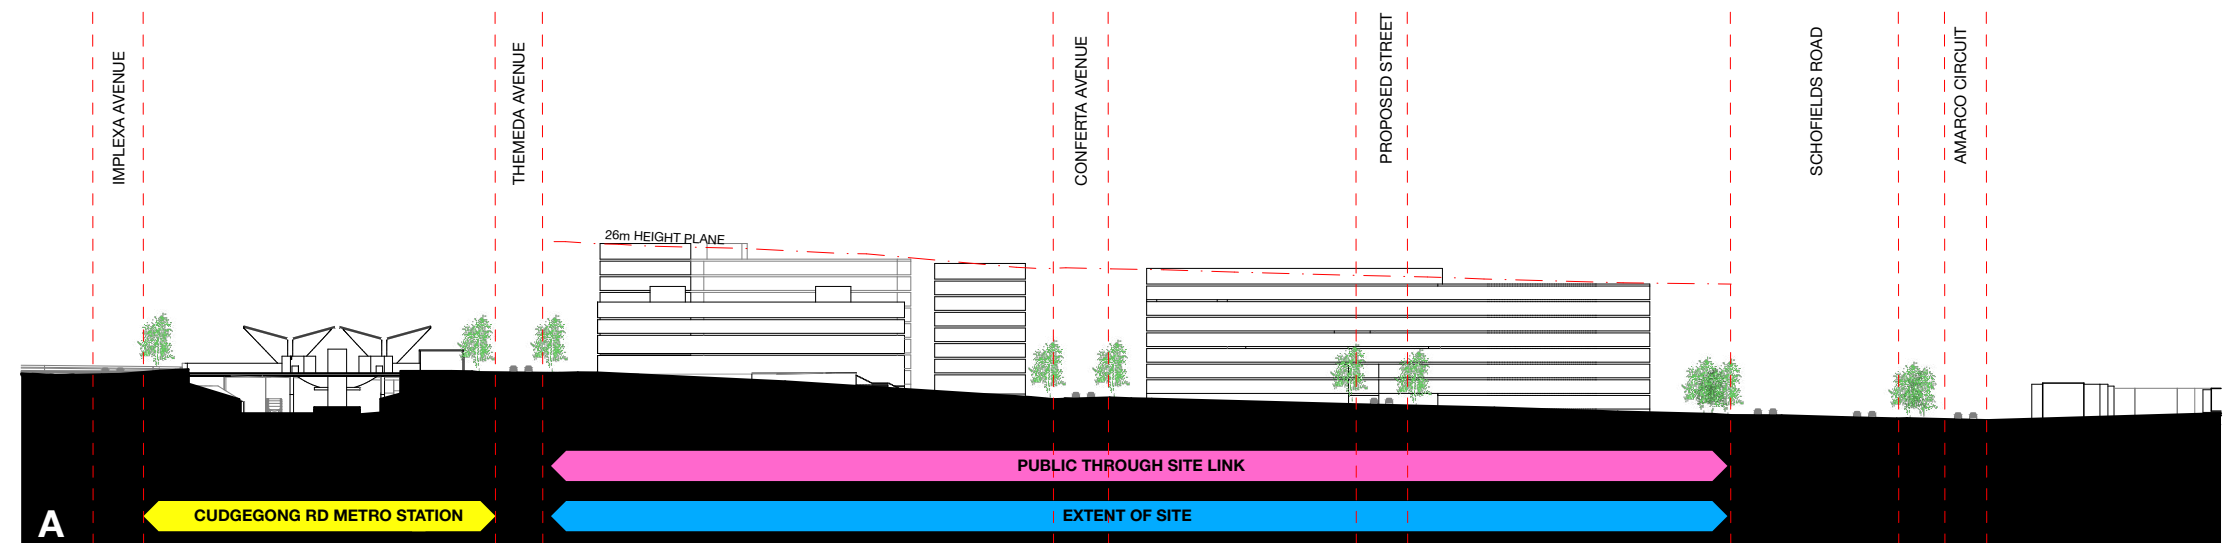 IMPLEXA AVENUE
THEMEDA AVENUE
CONFERTA AVENUE
PROPOSED STREET
SCHOFIELDS ROAD
AMARCO CIRCUIT
26m HEIGHT PLANE
PUBLIC THROUGH SITE LINK
CUDGEGONG RD METRO STATION
EXTENT OF SITE
A